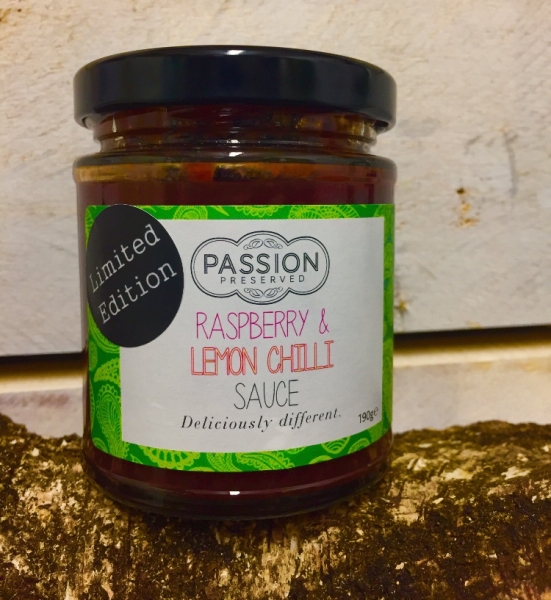 Limited
Edition
PASSION
PRESERVED
RASPBERRY &
LEMON CHILLI
SAUCE
Deliciously different.
190g℮